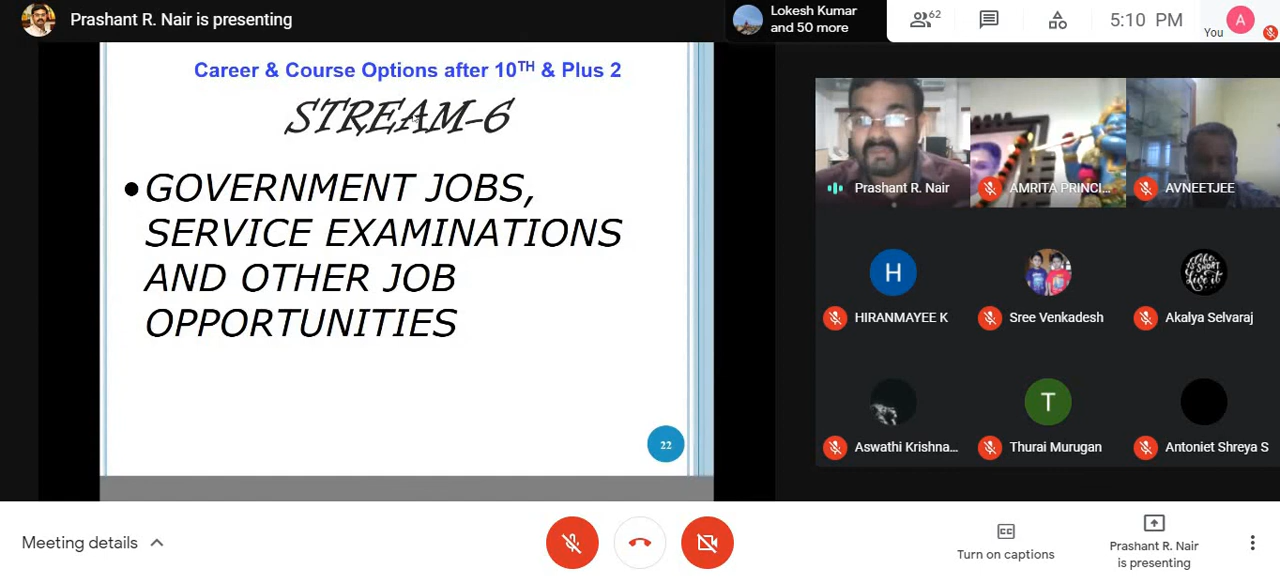 Prashant R. Nair is presenting
Lokesh Kumar
and 50 more
62
5:10 PM
You
A
Career & Course Options after 10TH & Plus 2
STREAM-6
•GOVERNMENT JOBS,
SERVICE EXAMINATIONS
AND OTHER JOB
OPPORTUNITIES
22
Prashant R. Nair
AMRITA PRINCI...
AVNEETJEE
H
HIRANMAYEE K
Sree Venkadesh
Akalya Selvaraj
Aswathi Krishna...
T
Thurai Murugan
Antoniet Shreya S
Meeting details
CC
Turn on captions
Prashant R. Nair
is presenting